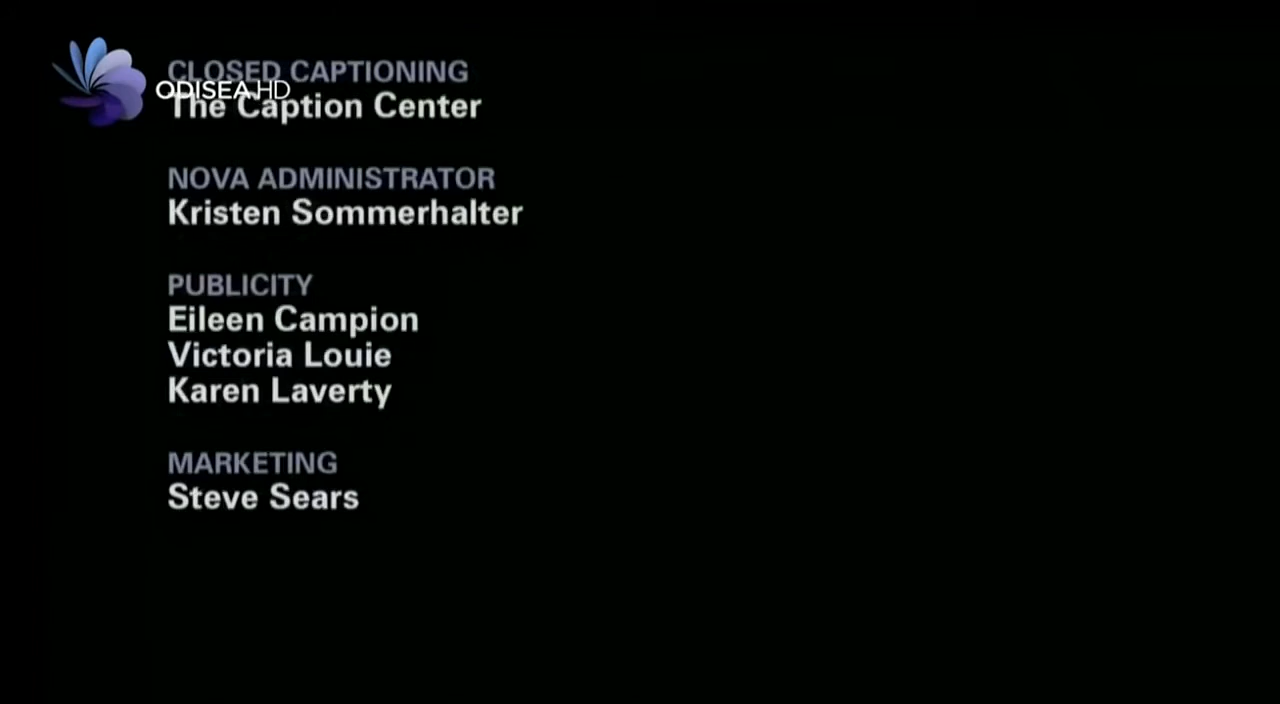 CLOSED CAPTIONING
ODISEA HD
The Caption Center
NOVA ADMINISTRATOR
Kristen Sommerhalter
PUBLICITY
Eileen Campion
Victoria Louie
Karen Laverty
MARKETING
Steve Sears